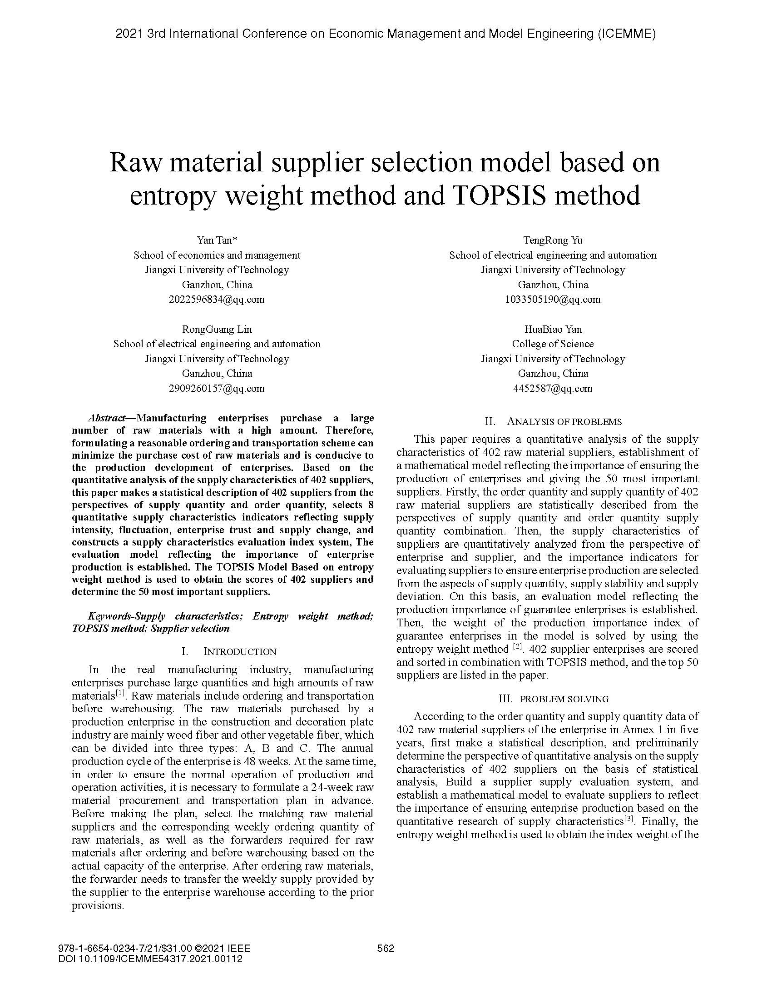 2021 3rd International Conference on Economic Management and Model Engineering (ICEMME)
Raw material supplier selection model based on
entropy weight method and TOPSIS method
Yan Tan*
School of economics and management
Jiangxi University of Technology
Ganzhou, China
2022596834@qq.com
TengRong Yu
School of electrical engineering and automation
Jiangxi University of Technology
Ganzhou, China
1033505190@qq.com
RongGuang Lin
School of electrical engineering and automation
Jiangxi University of Technology
Ganzhou, China
2909260157@qq.com
HuaBiao Yan
College of Science
Jiangxi University of Technology
Ganzhou, China
4452587@qq.com
Abstract—Manufacturing enterprises purchase a large
number of raw materials with a high amount. Therefore,
formulating a reasonable ordering and transportation scheme can
minimize the purchase cost of raw materials and is conducive to
the production development of enterprises. Based on the
quantitative analysis of the supply characteristics of 402 suppliers,
this paper makes a statistical description of 402 suppliers from the
perspectives of supply quantity and order quantity, selects 8
quantitative supply characteristics indicators reflecting supply
intensity, fluctuation, enterprise trust and supply change, and
constructs a supply characteristics evaluation index system, The
evaluation model reflecting the importance of enterprise
production is established. The TOPSIS Model Based on entropy
weight method is used to obtain the scores of 402 suppliers and
determine the 50 most important suppliers.
Keywords-Supply characteristics; Entropy weight method;
TOPSIS method; Supplier selection
I. INTRODUCTION
In the real manufacturing industry, manufacturing
enterprises purchase large quantities and high amounts of raw
materials[1]. Raw materials include ordering and transportation
before warehousing. The raw materials purchased by a
production enterprise in the construction and decoration plate
industry are mainly wood fiber and other vegetable fiber, which
can be divided into three types: A, B and C. The annual
production cycle of the enterprise is 48 weeks. At the same time,
in order to ensure the normal operation of production and
operation activities, it is necessary to formulate a 24-week raw
material procurement and transportation plan in advance.
Before making the plan, select the matching raw material
suppliers and the corresponding weekly ordering quantity of
raw materials, as well as the forwarders required for raw
materials after ordering and before warehousing based on the
actual capacity of the enterprise. After ordering raw materials,
the forwarder needs to transfer the weekly supply provided by
the supplier to the enterprise warehouse according to the prior
provisions.
II. ANALYSIS OF PROBLEMS
This paper requires a quantitative analysis of the supply
characteristics of 402 raw material suppliers, establishment of
a mathematical model reflecting the importance of ensuring the
production of enterprises and giving the 50 most important
suppliers. Firstly, the order quantity and supply quantity of 402
raw material suppliers are statistically described from the
perspectives of supply quantity and order quantity supply
quantity combination. Then, the supply characteristics of
suppliers are quantitatively analyzed from the perspective of
enterprise and supplier, and the importance indicators for
evaluating suppliers to ensure enterprise production are selected
from the aspects of supply quantity, supply stability and supply
deviation. On this basis, an evaluation model reflecting the
production importance of guarantee enterprises is established.
Then, the weight of the production importance index of
guarantee enterprises in the model is solved by using the
entropy weight method [2]. 402 supplier enterprises are scored
and sorted in combination with TOPSIS method, and the top 50
suppliers are listed in the paper.
III. PROBLEM SOLVING
According to the order quantity and supply quantity data of
402 raw material suppliers of the enterprise in Annex 1 in five
years, first make a statistical description, and preliminarily
determine the perspective of quantitative analysis on the supply
characteristics of 402 suppliers on the basis of statistical
analysis, Build a supplier supply evaluation system, and
establish a mathematical model to evaluate suppliers to reflect
the importance of ensuring enterprise production based on the
quantitative research of supply characteristics[3]. Finally, the
entropy weight method is used to obtain the index weight of the
978-1-6654-0234-7/21/$31.00 ©2021 IEEE
DOI 10.1109/ICEMME54317.2021.00112
562